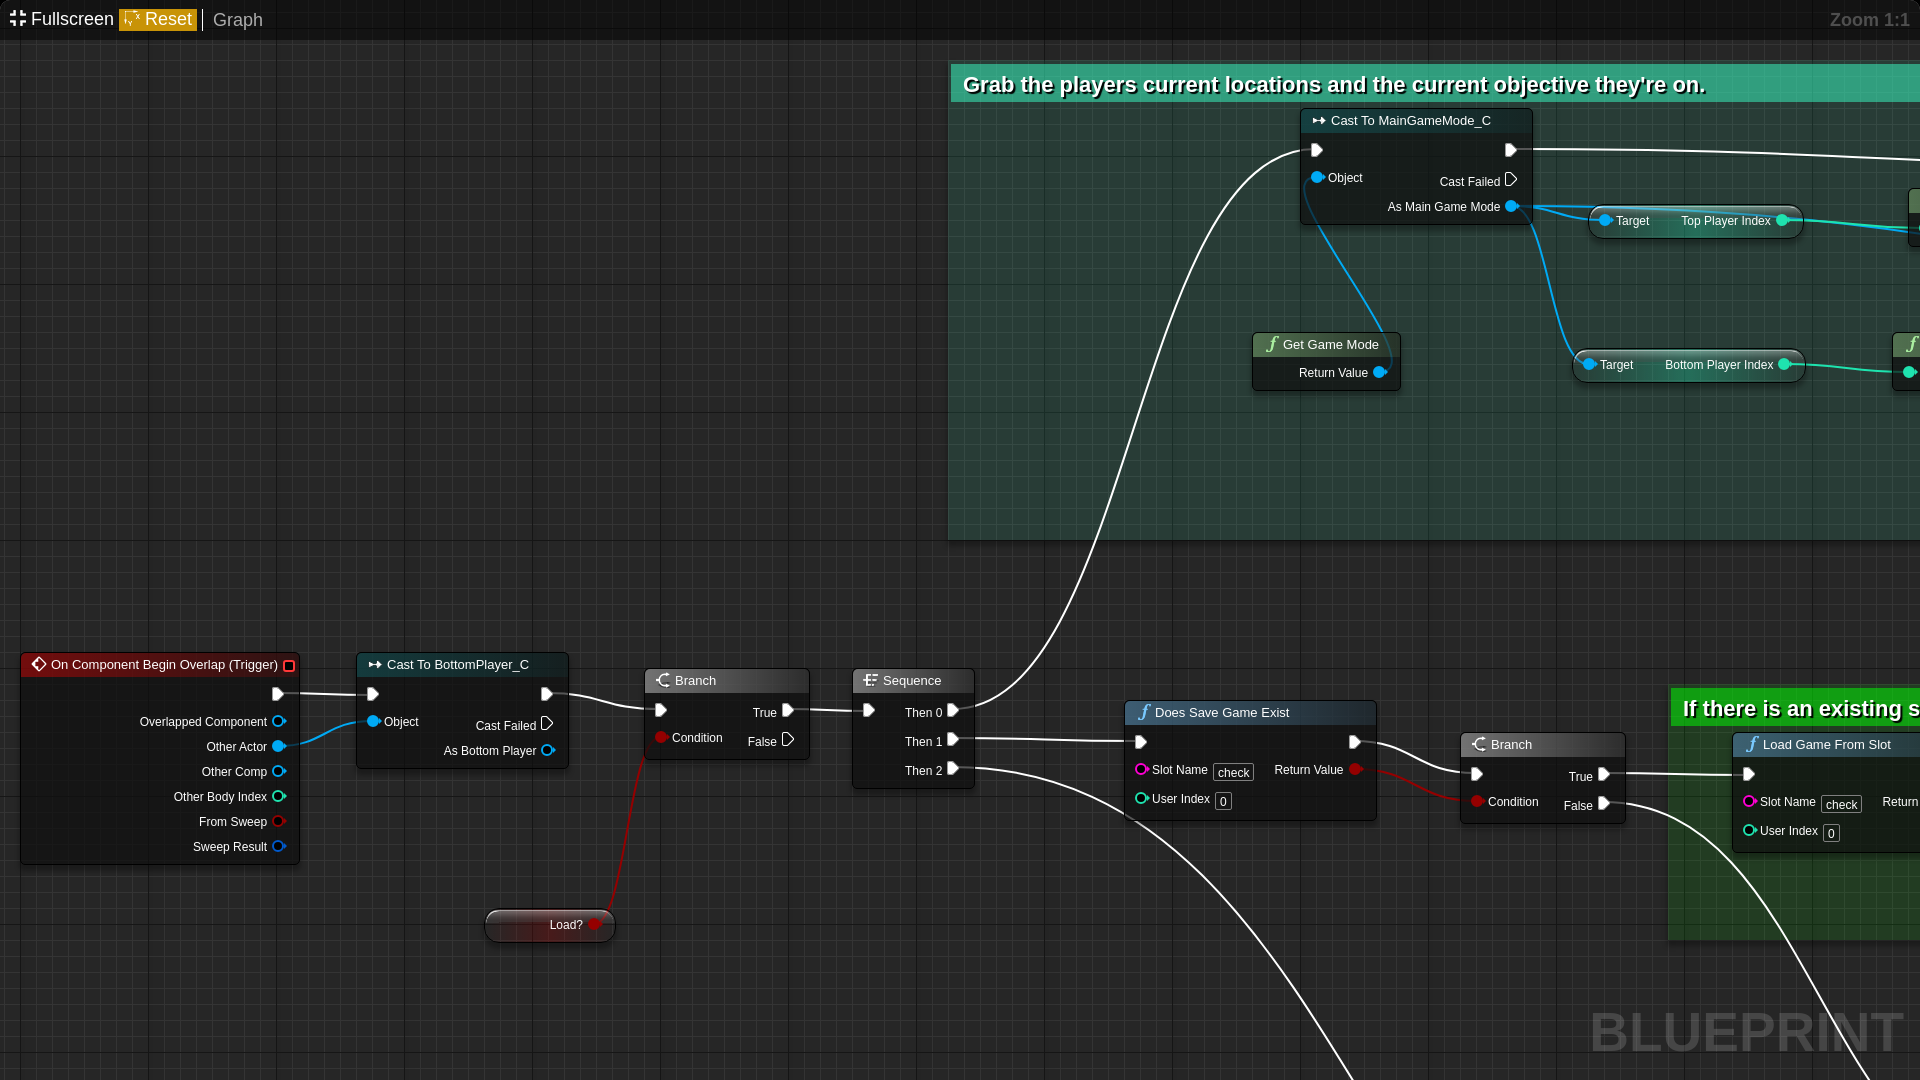 Fullscreen Reset Graph
Zoom 1:1
Grab the players current locations and the current objective they're on.
Cast To MainGameMode_C
Object
Cast Failed
As Main Game Mode
Target Top Player Index
Get Game Mode
Return Value
Target Bottom Player Index
On Component Begin Overlap (Trigger)
Overlapped Component
Other Actor
Other Comp
Other Body Index
From Sweep
Sweep Result
Cast To BottomPlayer_C
Object
Cast Failed
As Bottom Player
Load?
Branch
True
Condition
False
Sequence
Then 0
Then 1
Then 2
Does Save Game Exist
Slot Name check Return Value
User Index 0
Branch
True
Condition
False
If there is an existing s
Load Game From Slot
Slot Name check Return
User Index 0
BLUEPRINT